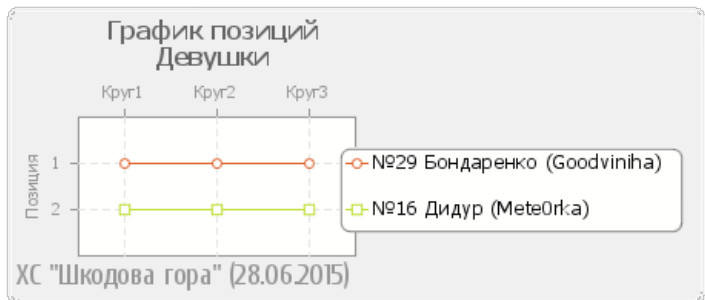 График позиций
Девушки
Круг1 Круг2 Круг3
Позиция
1
2
№29 Бондаренко (Goodviniha)
№16 Дидур (Mete0rka)
ХС "Шкодова гора" (28.06.2015)